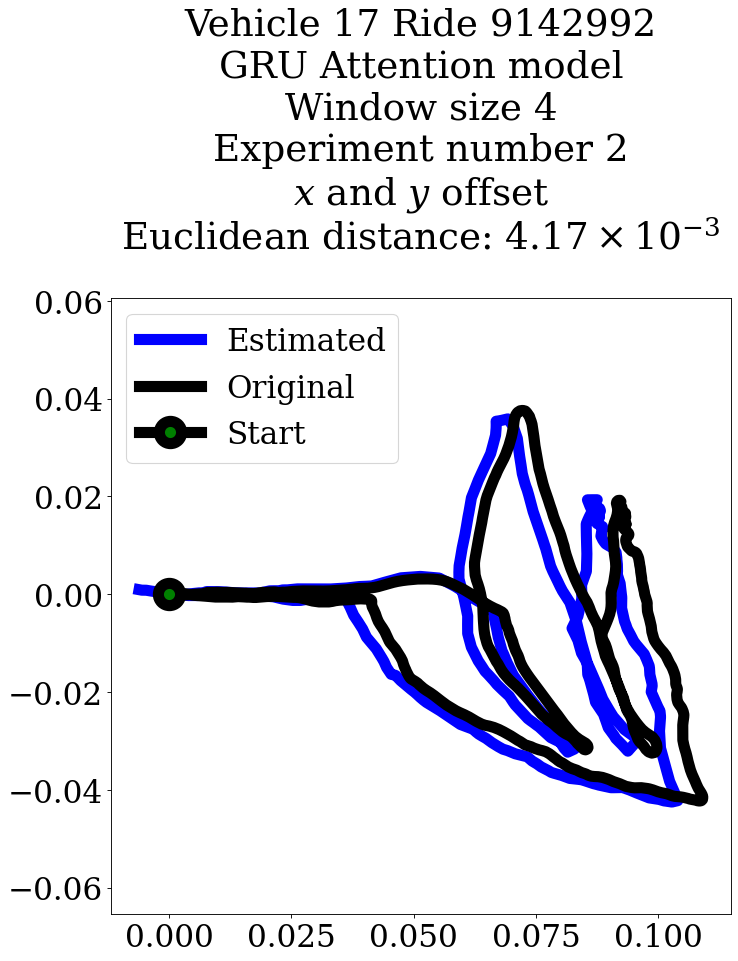 Vehicle 17 Ride 9142992
GRU Attention model
Window size 4
Experiment number 2
x and y offset
Euclidean distance: 4.17 × 10⁻³
0.06
0.04
0.02
0.00
−0.02
−0.04
−0.06
Estimated
Original
Start
0.000 0.025 0.050 0.075 0.100